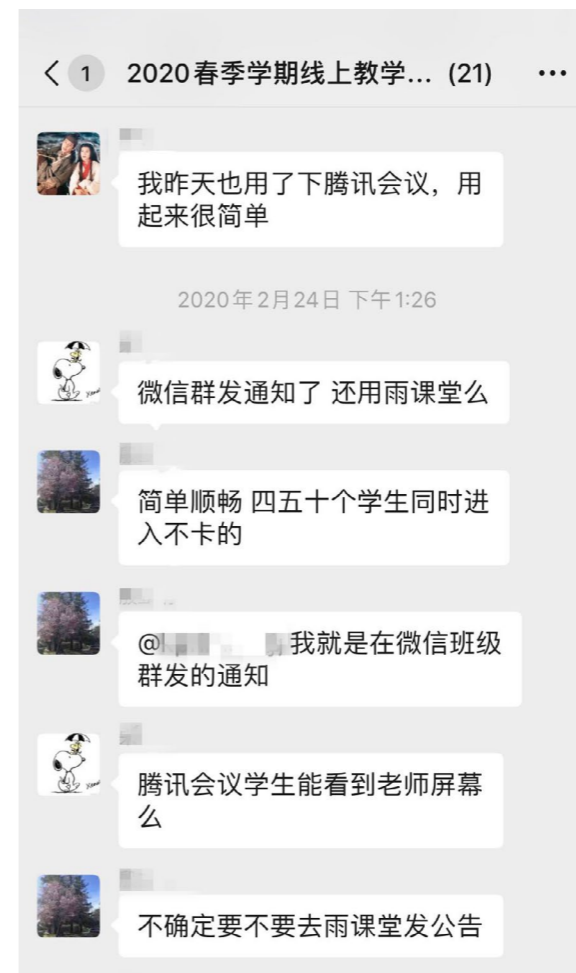 1 2020春季学期线上教学... (21) ...
我昨天也用了下腾讯会议，用
起来很简单
2020年2月24日 下午1:26
微信群发通知了 还用雨课堂么
简单顺畅 四五十个学生同时进
入不卡的
@ 我就是在微信班级
群发的通知
腾讯会议学生能看到老师屏幕
么
不确定要不要去雨课堂发公告